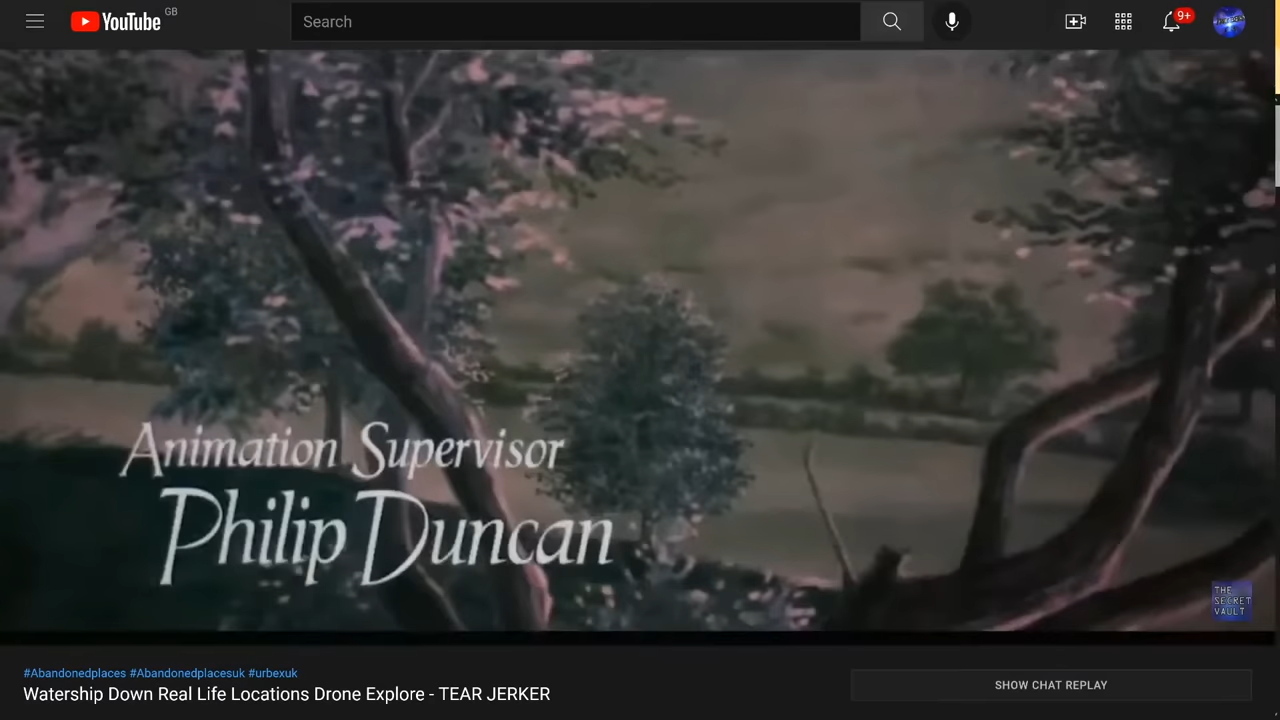 YouTube GB
Search
9+
Animation Supervisor
Philip Duncan
THE
SECRET
VAULT
#Abandonedplaces #Abandonedplacesuk #urbexuk
Watership Down Real Life Locations Drone Explore - TEAR JERKER
SHOW CHAT REPLAY